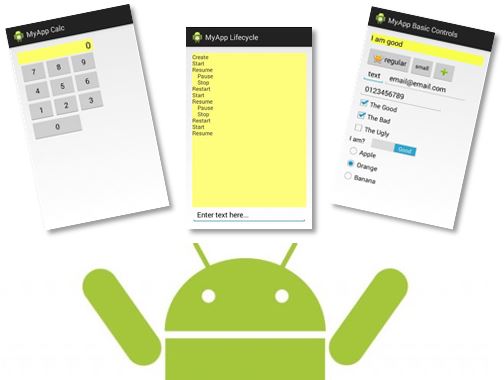 MyApp Calc
0
7 8 9
4 5 6
1 2 3
0
MyApp Lifecycle
Create
Start
Resume
Pause
Stop
Restart
Start
Resume
Pause
Stop
Restart
Start
Resume
Enter text here...
MyApp Basic Controls
I am good
regular small
text email@email.com
0123456789
The Good
The Bad
The Ugly
I am? Good
Apple
Orange
Banana